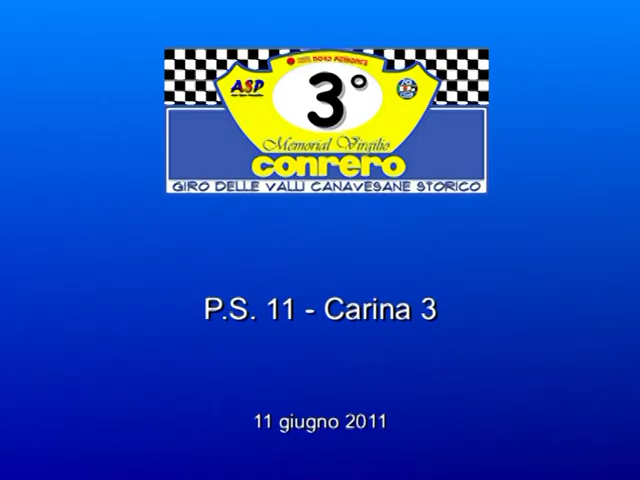 ASP
3°
Memorial Virgilio
conrero
GIRO DELLE VALLI CANAVESANE STORICO
P.S. 11 - Carina 3
11 giugno 2011